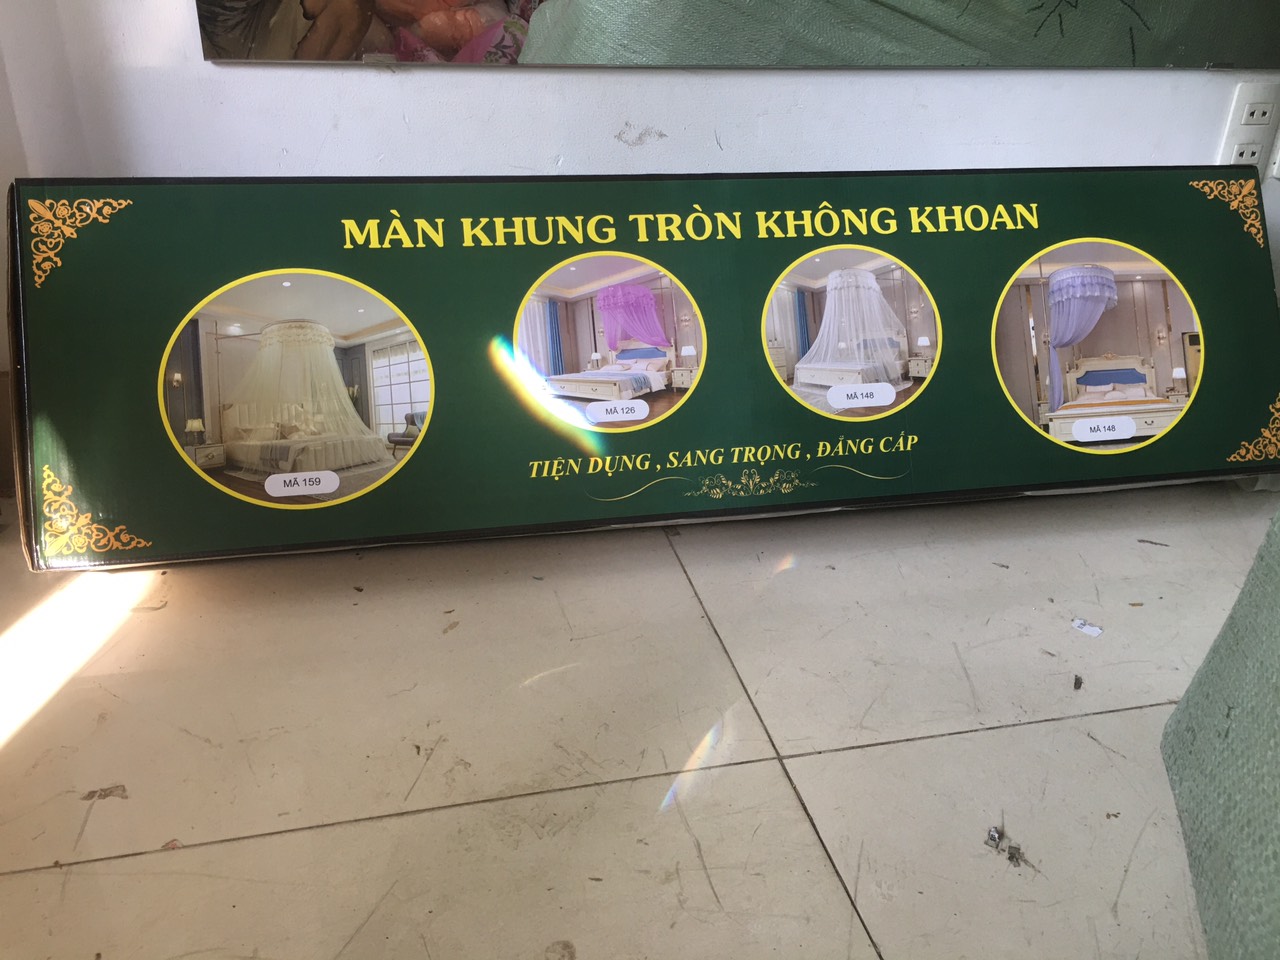 MÀN KHUNG TRÒN KHÔNG KHOAN
MÃ 159
MÃ 126
MÃ 148
MÃ 148
TIỆN DỤNG , SANG TRỌNG , ĐẲNG CẤP